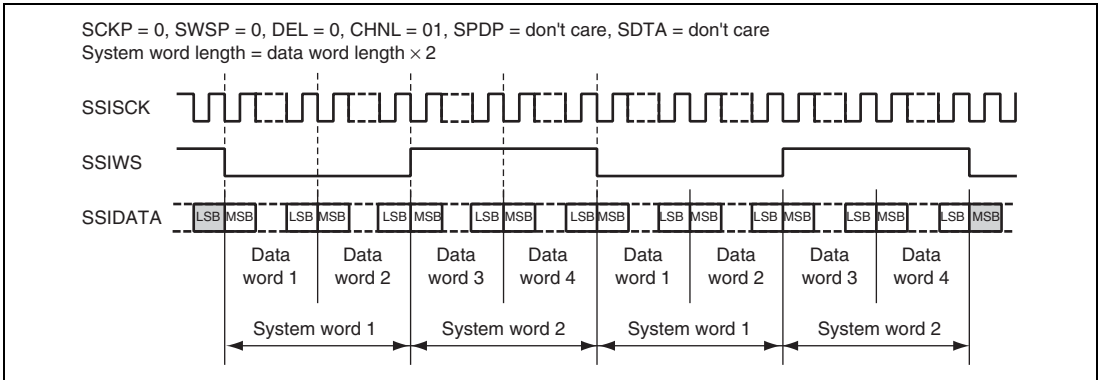 SCKP = 0, SWSP = 0, DEL = 0, CHNL = 01, SPDP = don't care, SDTA = don't care
System word length = data word length × 2
SSISCK
SSIWS
SSIDATA
LSB MSB LSB MSB LSB MSB LSB MSB LSB MSB LSB MSB LSB MSB LSB MSB LSB MSB
Data word 1
Data word 2
Data word 3
Data word 4
Data word 1
Data word 2
Data word 3
Data word 4
System word 1
System word 2
System word 1
System word 2